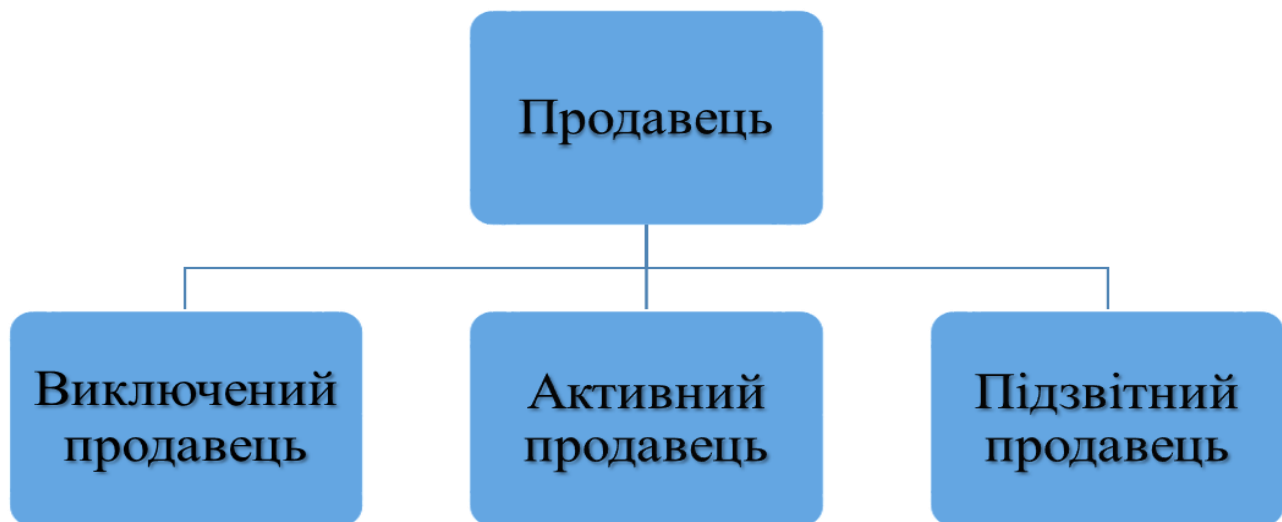 Продавець
Виключений
продавець
Активний
продавець
Підзвітний
продавець